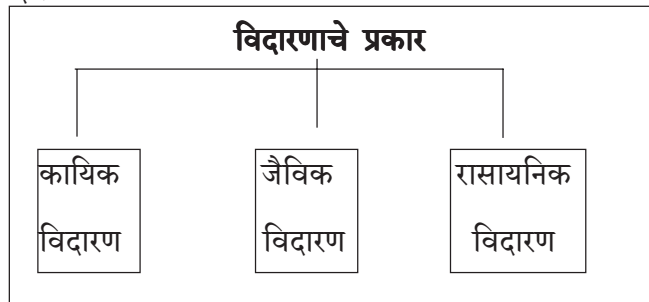 विदारणाचे प्रकार
कायिक
विदारण
जैविक
विदारण
रासायनिक
विदारण